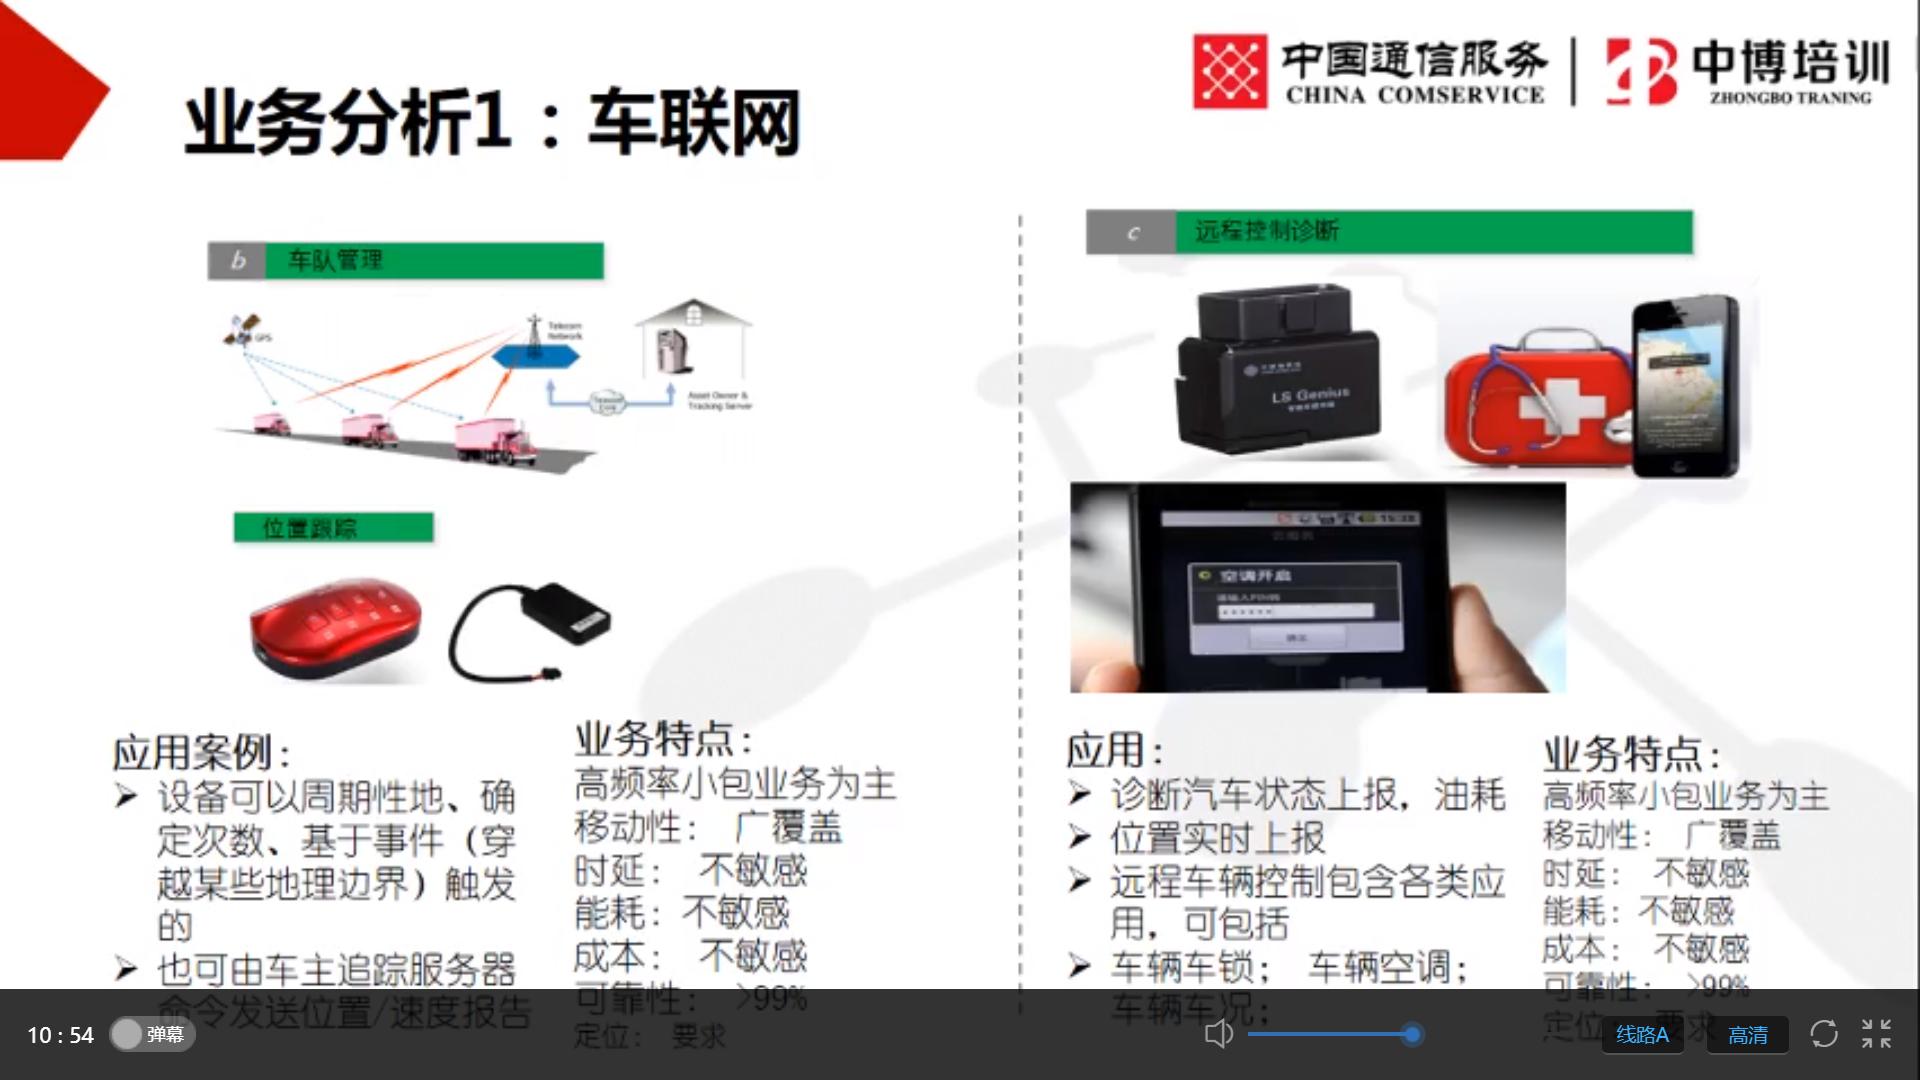 业务分析1：车联网
中国通信服务
CHINA COMSERVICE
中博培训
ZHONGBO TRANING
b 车队管理
GPS
Telecom
Network
Asset Owner &
Tracking Server
位置跟踪
应用案例：
➢ 设备可以周期性地、确
定次数、基于事件（穿
越某些地理边界）触发
的
➢ 也可由车主追踪服务器
命令发送位置/速度报告
业务特点：
高频率小包业务为主
移动性： 广覆盖
时延： 不敏感
能耗：不敏感
成本： 不敏感
可靠性： >99%
定位： 要求
c 远程控制诊断
LS Genius
空调开启
应用：
➢ 诊断汽车状态上报，油耗
➢ 位置实时上报
➢ 远程车辆控制包含各类应
用，可包括
➢ 车辆车锁； 车辆空调；
车辆车况；
业务特点：
高频率小包业务为主
移动性： 广覆盖
时延： 不敏感
能耗：不敏感
成本： 不敏感
可靠性： >99%
定位： 要求
10 : 54
弹幕
线路A
高清